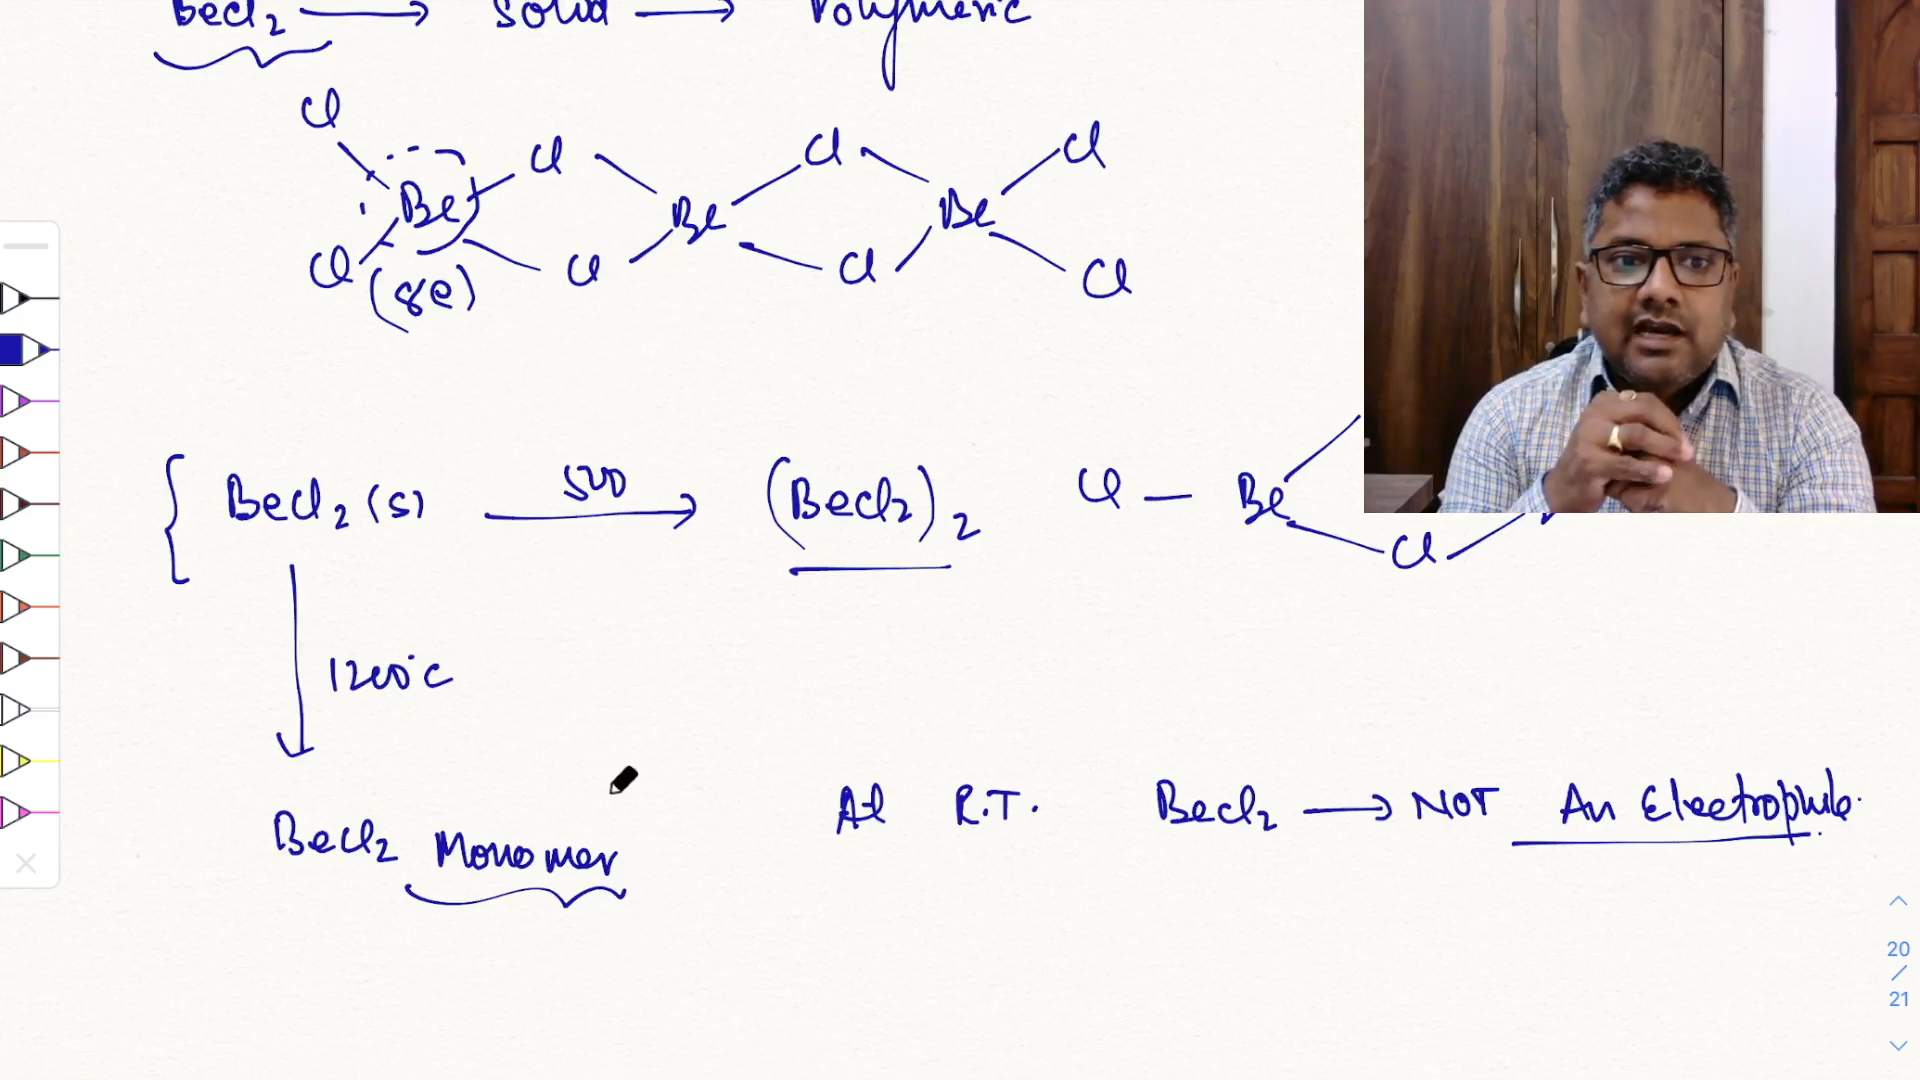 BeCl2 → Solid → Polymeric
Cl Cl Cl Cl
Be Be Be
Cl Cl Cl Cl
(8e)
BeCl2 (s) 500 → (BeCl2)2 Cl — Be
Cl
1200°C
BeCl2 Monomer
At R.T. BeCl2 → NOT An Electrophile.
20
/
21